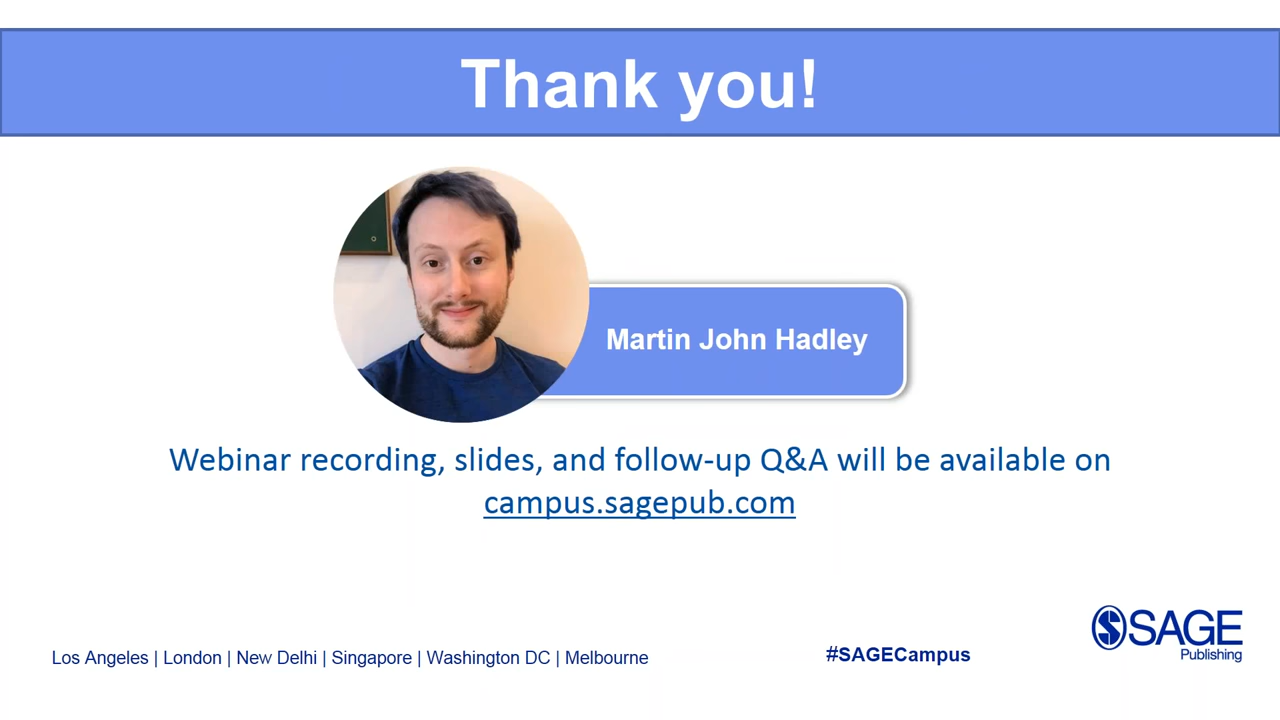 Thank you!
Martin John Hadley
Webinar recording, slides, and follow-up Q&A will be available on
campus.sagepub.com
Los Angeles | London | New Delhi | Singapore | Washington DC | Melbourne
#SAGECampus
SAGE
Publishing